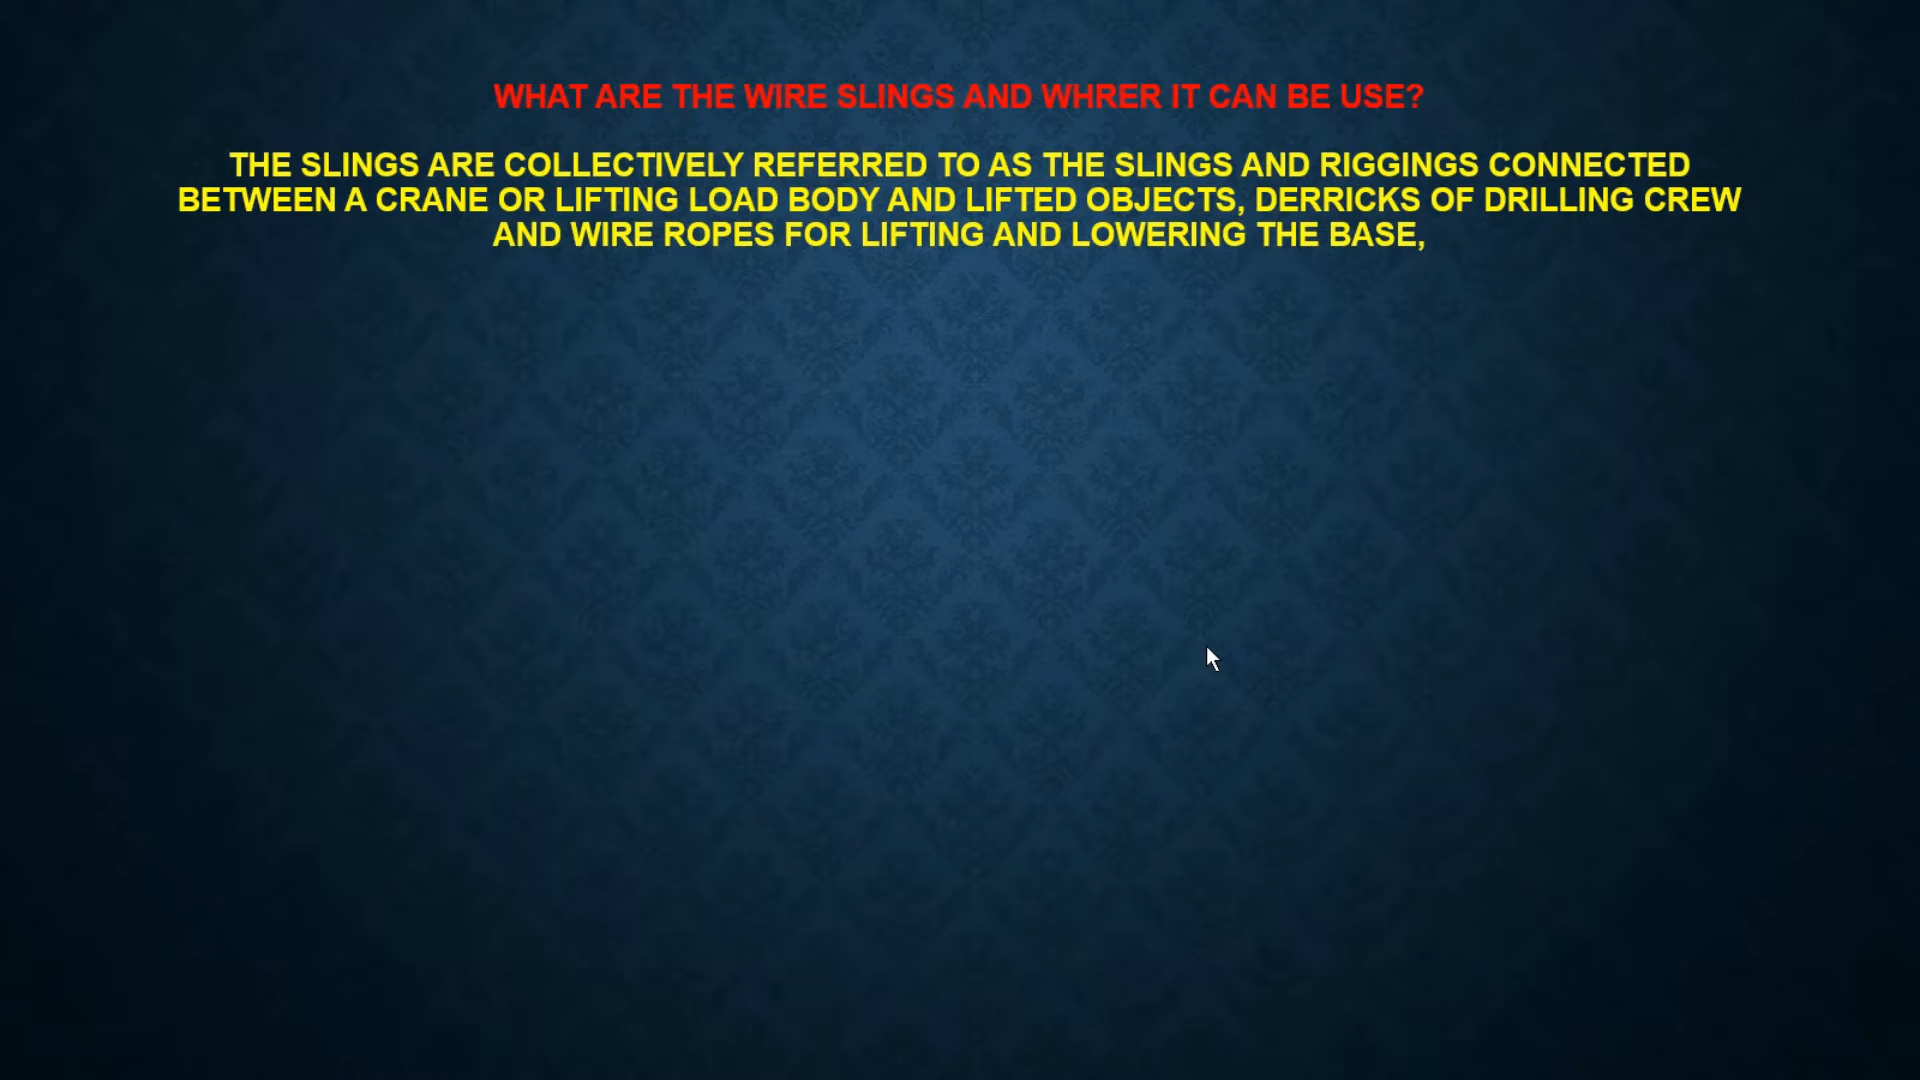 WHAT ARE THE WIRE SLINGS AND WHRER IT CAN BE USE?
THE SLINGS ARE COLLECTIVELY REFERRED TO AS THE SLINGS AND RIGGINGS CONNECTED
BETWEEN A CRANE OR LIFTING LOAD BODY AND LIFTED OBJECTS, DERRICKS OF DRILLING CREW
AND WIRE ROPES FOR LIFTING AND LOWERING THE BASE,